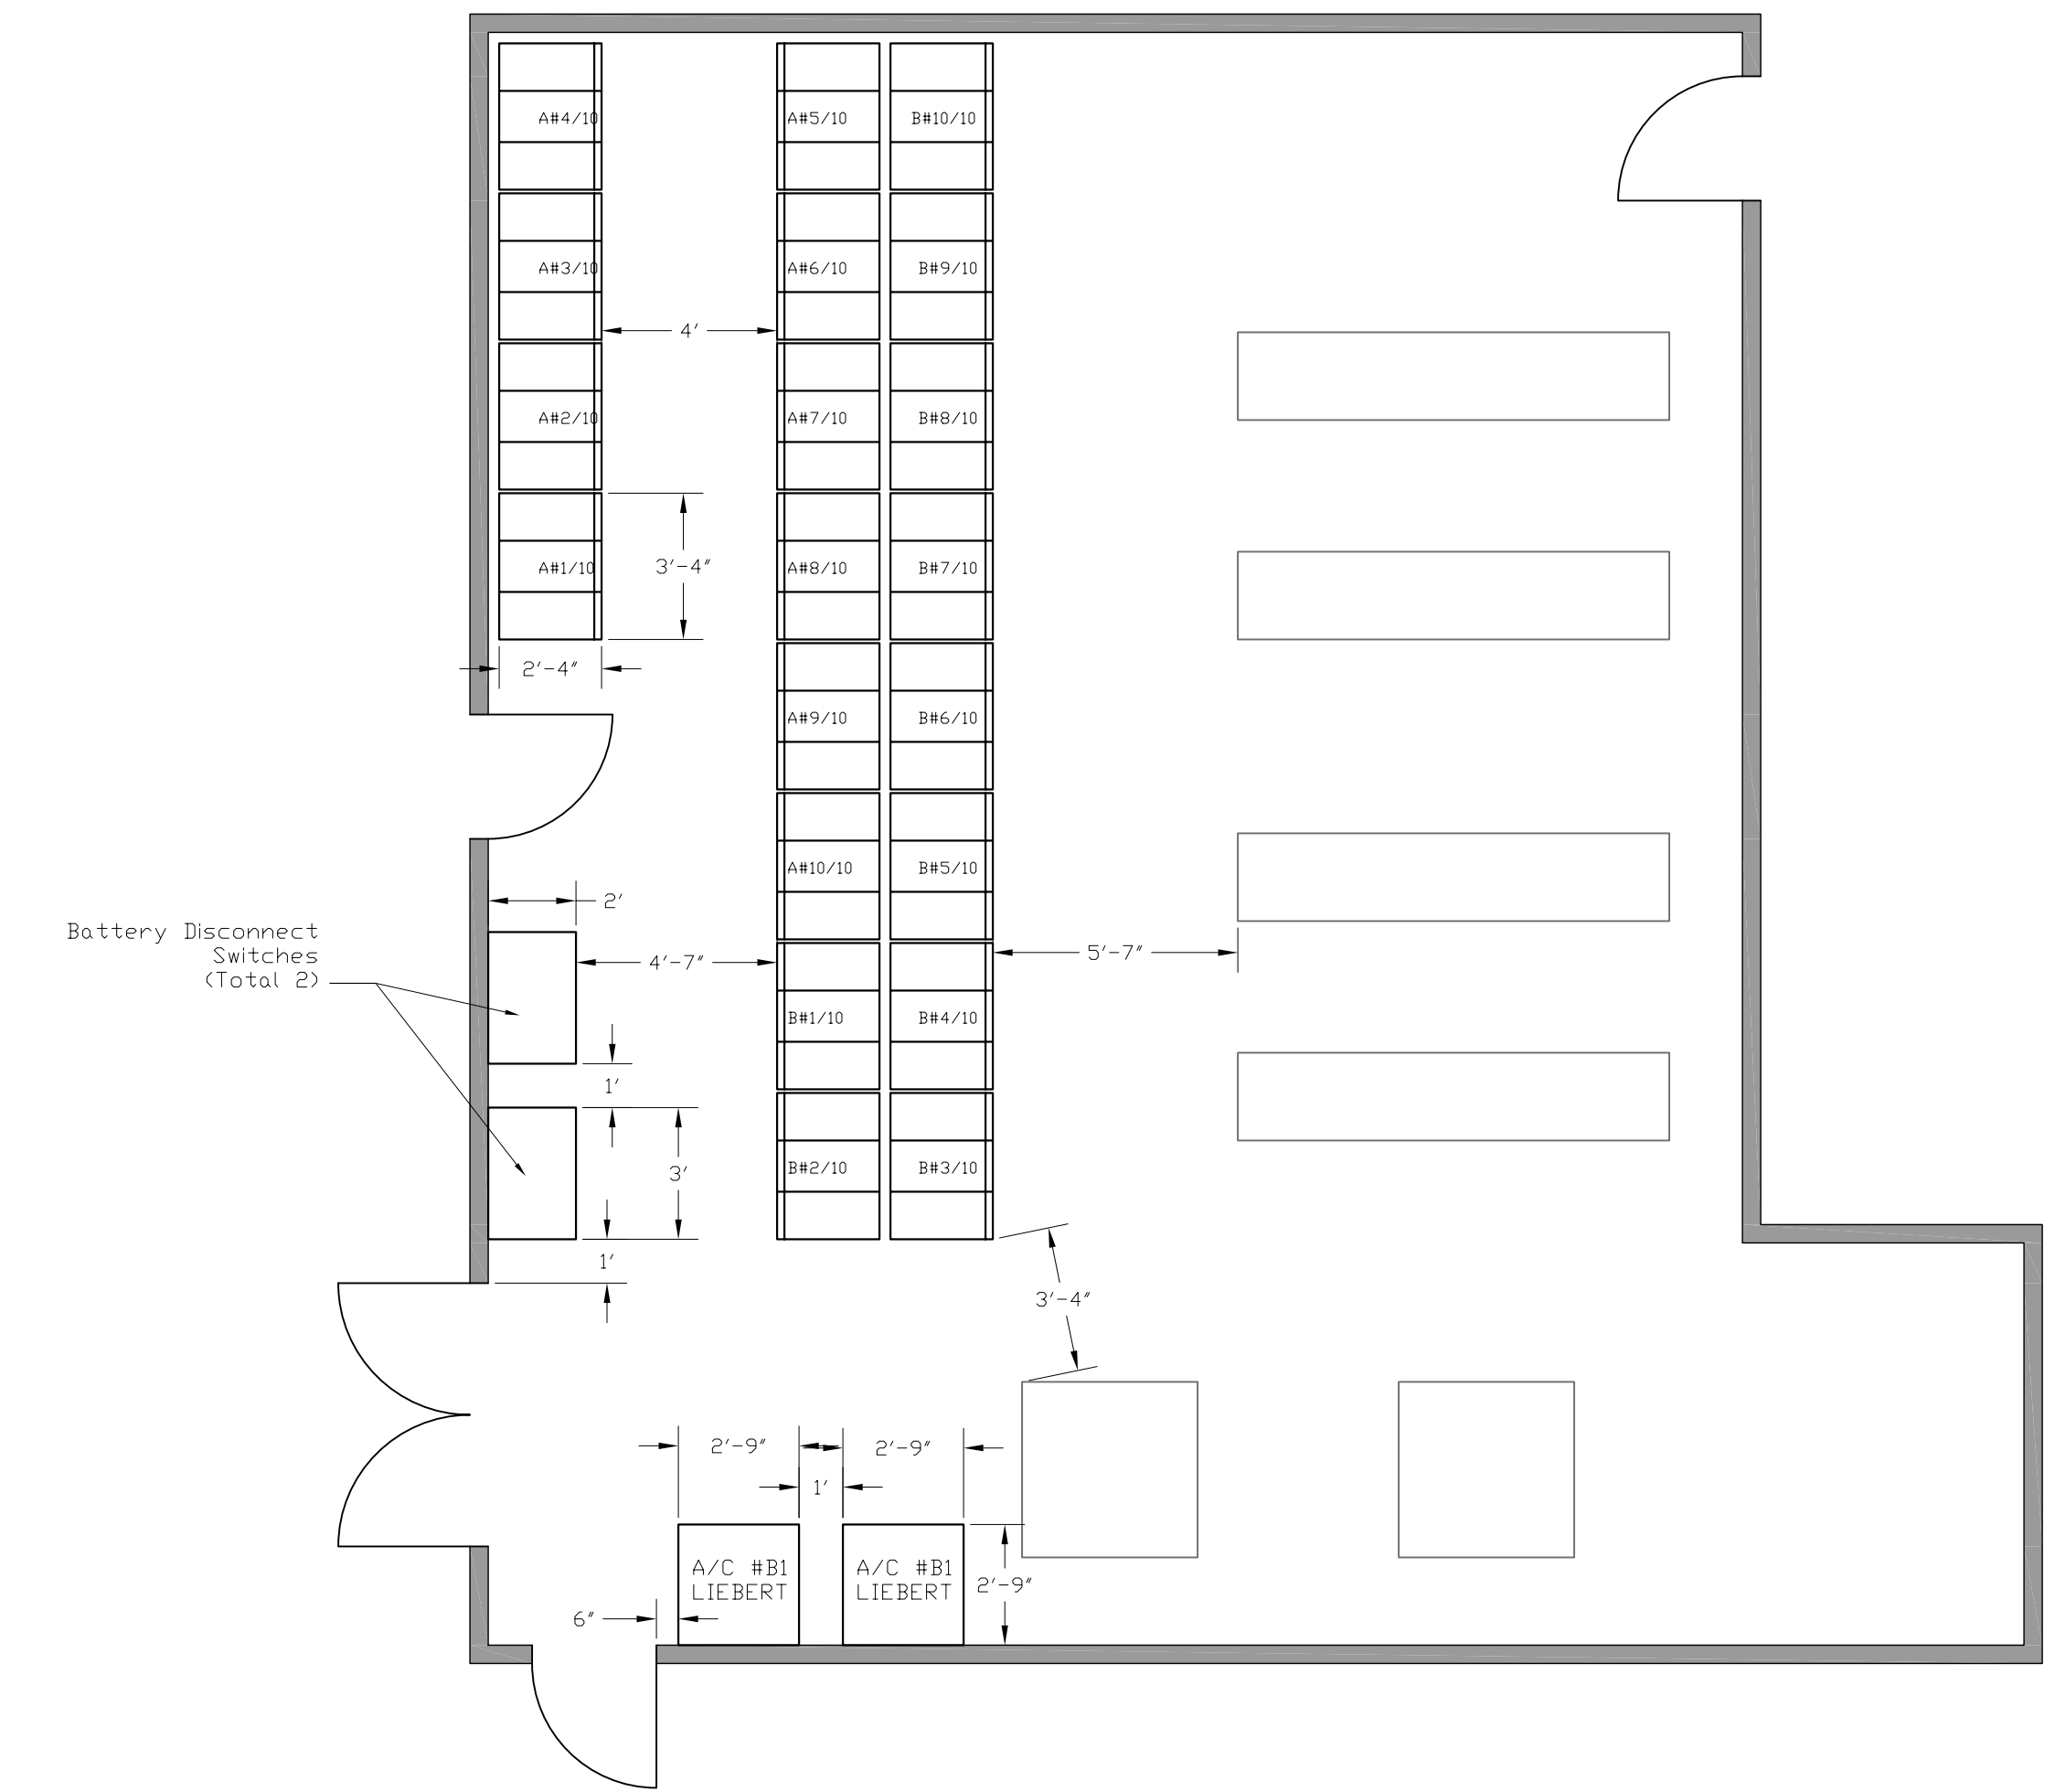 A#4/10
A#5/10
B#10/10
A#3/10
A#6/10
B#9/10
4'
A#2/10
A#7/10
B#8/10
A#1/10
3'-4"
A#8/10
B#7/10
2'-4"
A#9/10
B#6/10
A#10/10
B#5/10
2'
Battery Disconnect
Switches
(Total 2)
4'-7"
5'-7"
B#1/10
B#4/10
1'
3'
B#2/10
B#3/10
1'
3'-4"
2'-9"
2'-9"
1'
A/C #B1
LIEBERT
A/C #B1
LIEBERT
2'-9"
6"